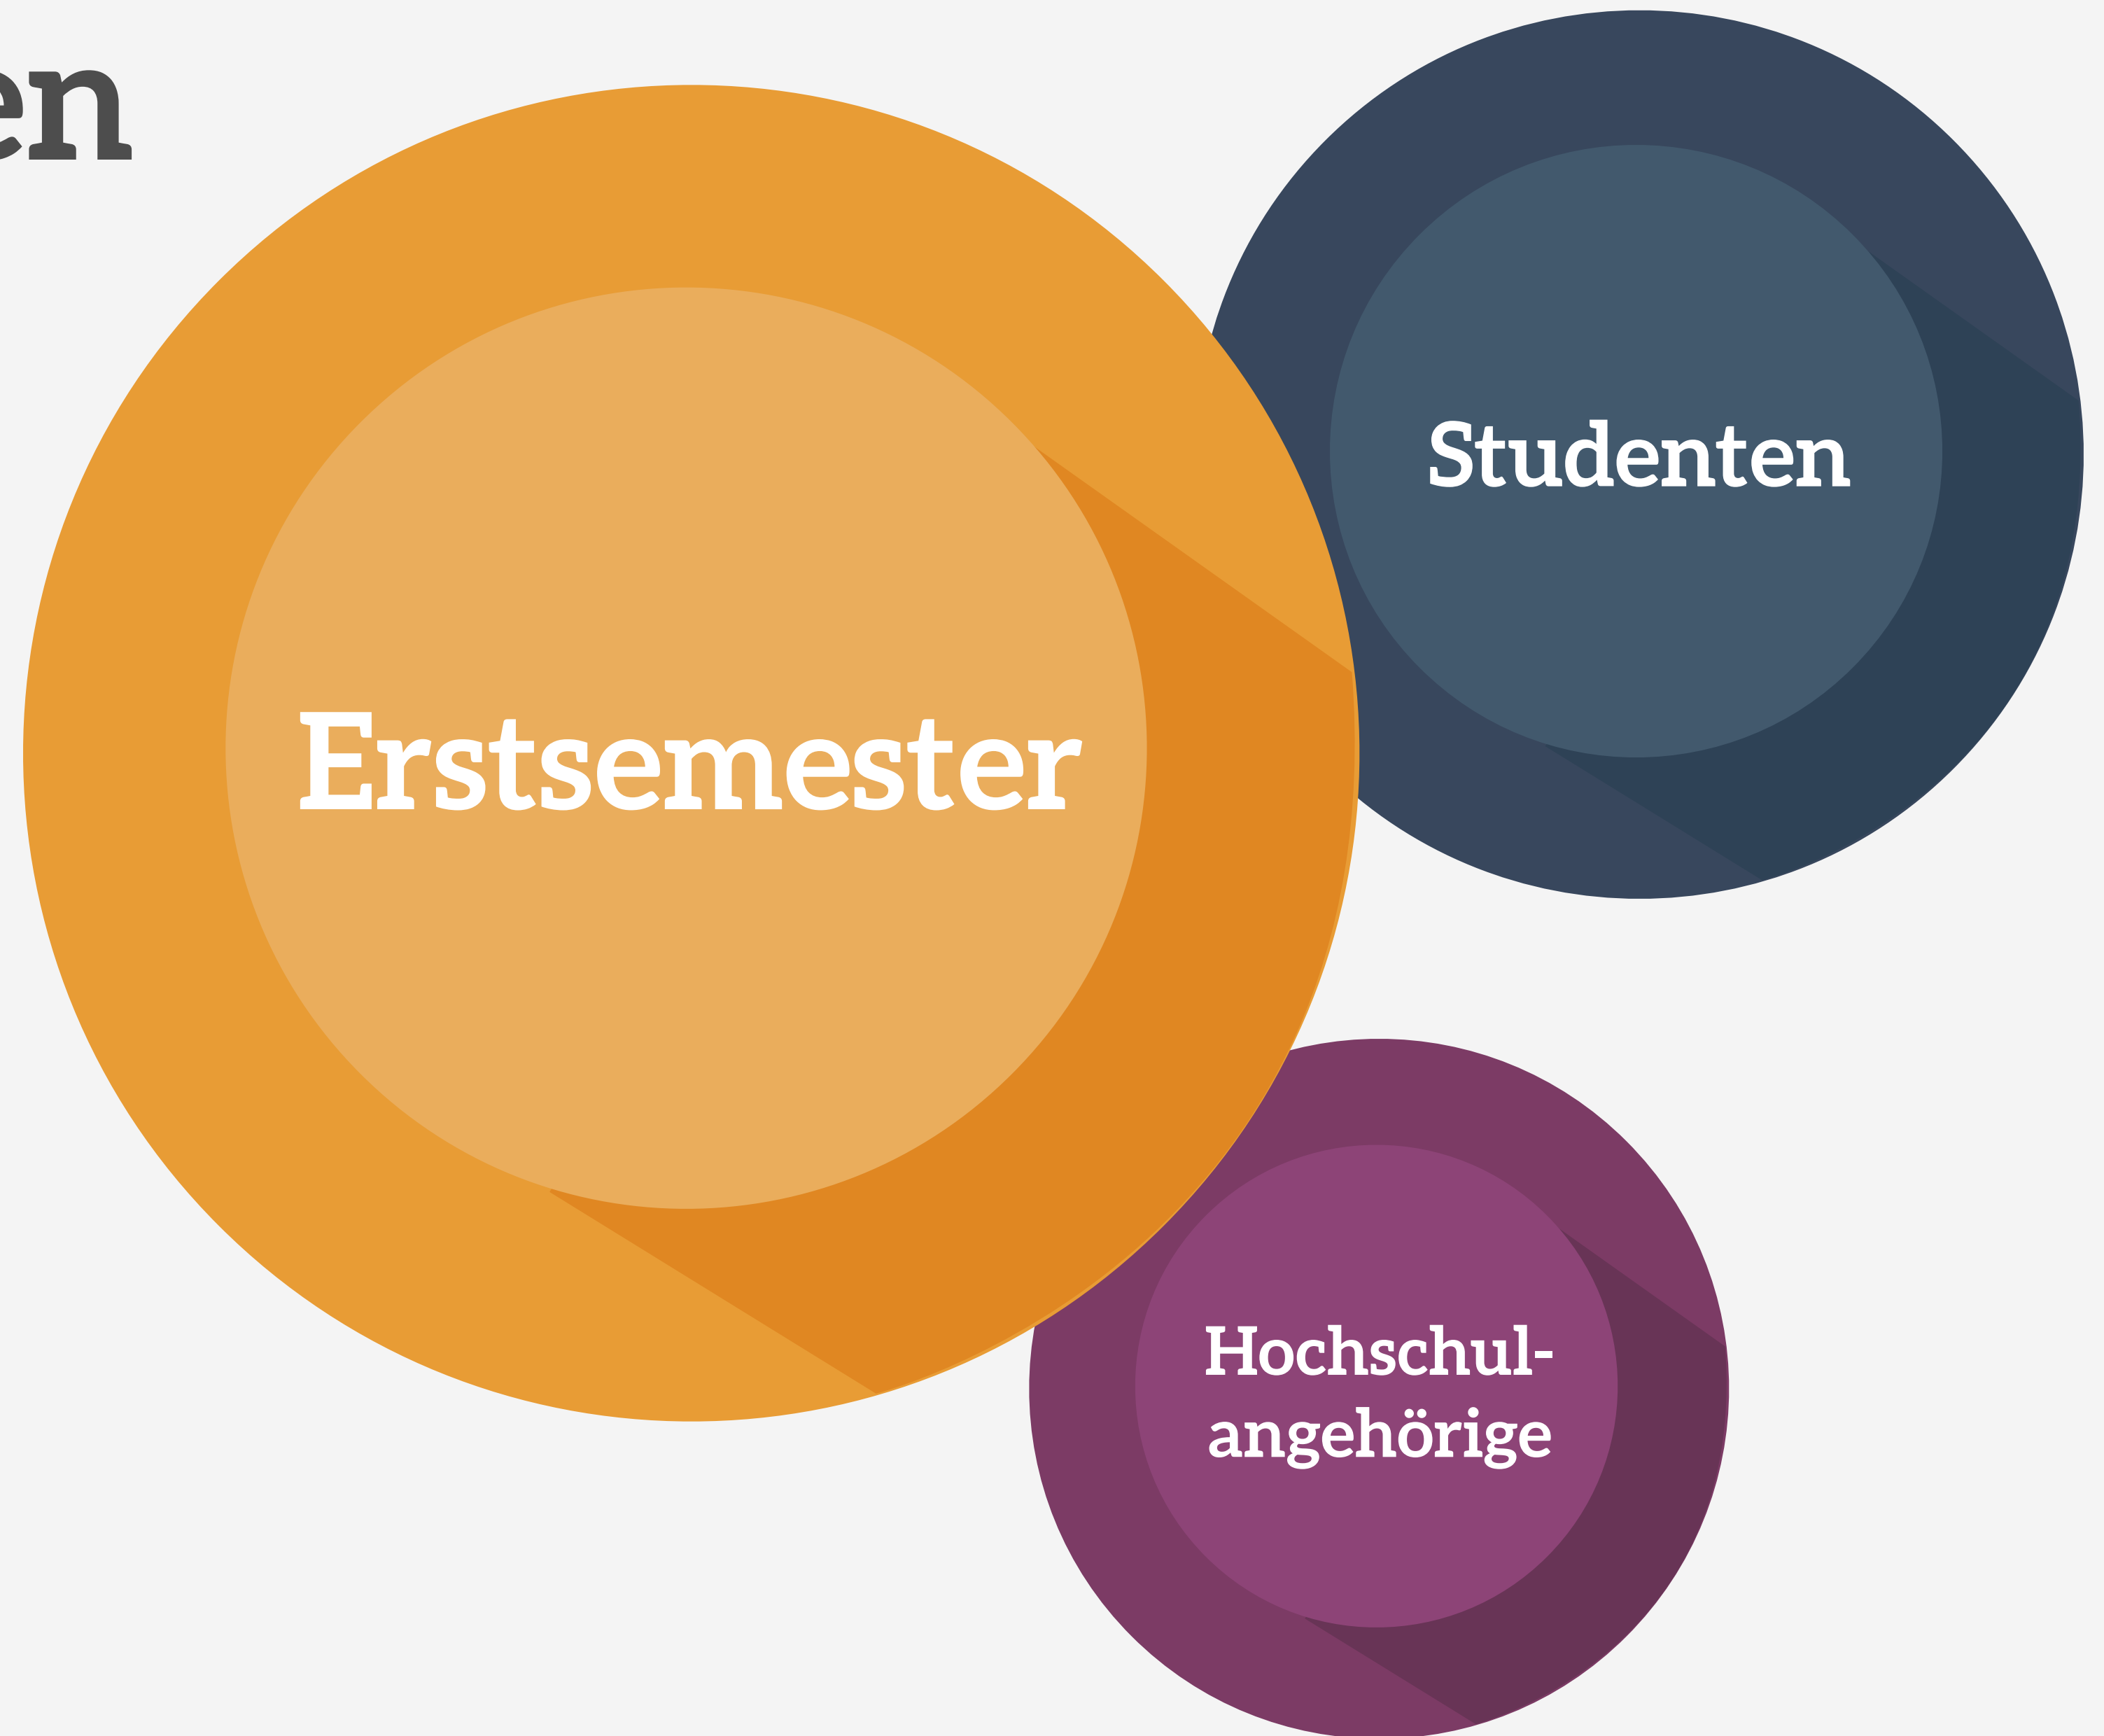 en
Studenten
Erstsemester
Hochschul-
angehörige